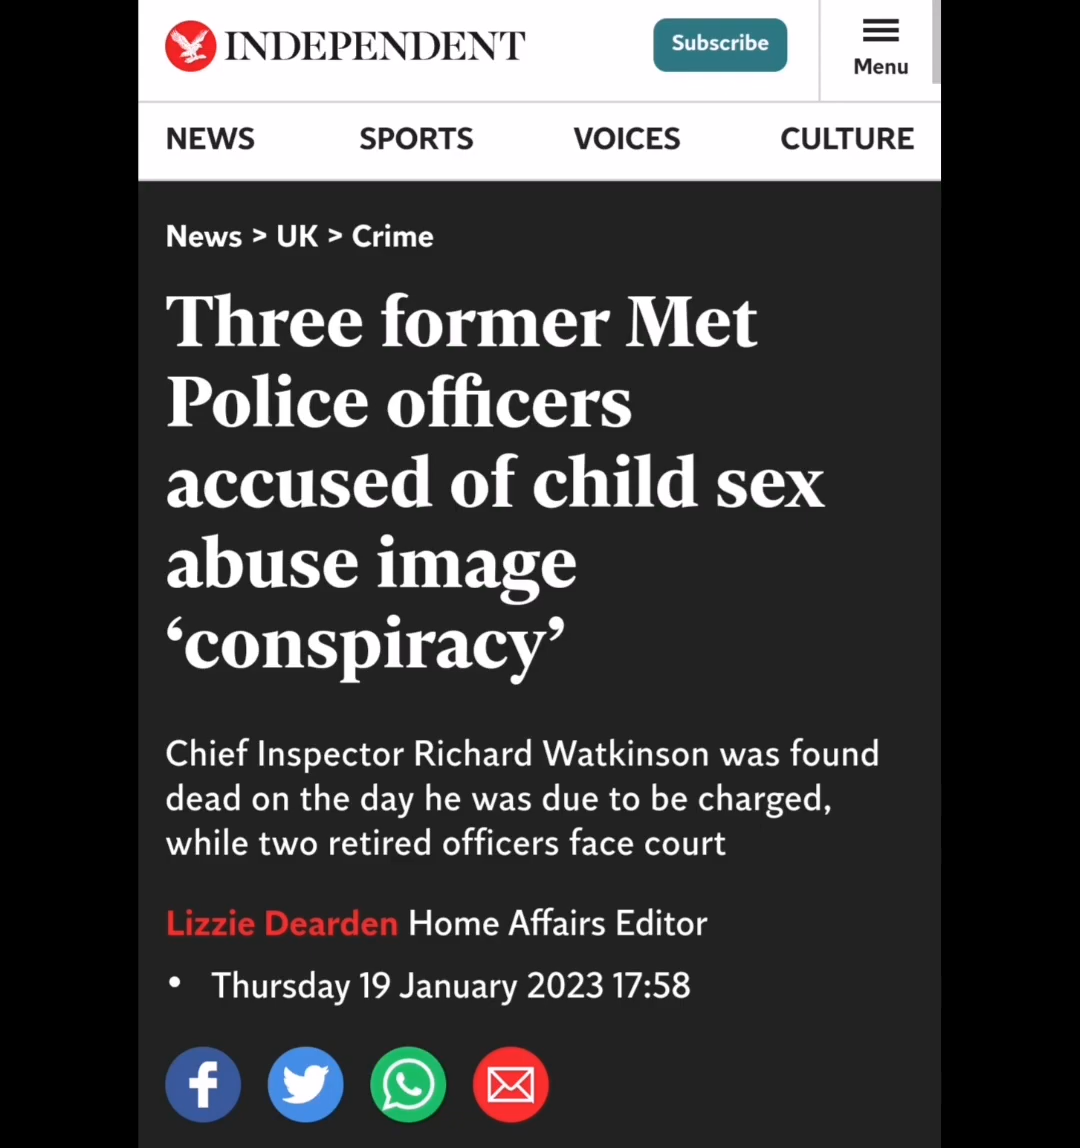 INDEPENDENT
Subscribe
Menu
NEWS SPORTS VOICES CULTURE
News > UK > Crime
Three former Met
Police officers
accused of child sex
abuse image
‘conspiracy’
Chief Inspector Richard Watkinson was found
dead on the day he was due to be charged,
while two retired officers face court
Lizzie Dearden Home Affairs Editor
• Thursday 19 January 2023 17:58